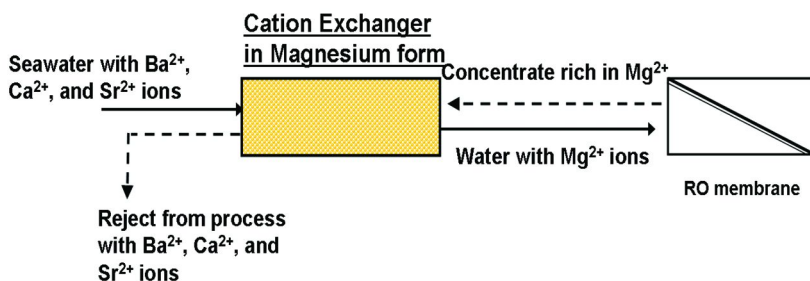 Cation Exchanger
in Magnesium form
Seawater with Ba²⁺,
Ca²⁺, and Sr²⁺ ions
Concentrate rich in Mg²⁺
Water with Mg²⁺ ions
RO membrane
Reject from process
with Ba²⁺, Ca²⁺, and
Sr²⁺ ions